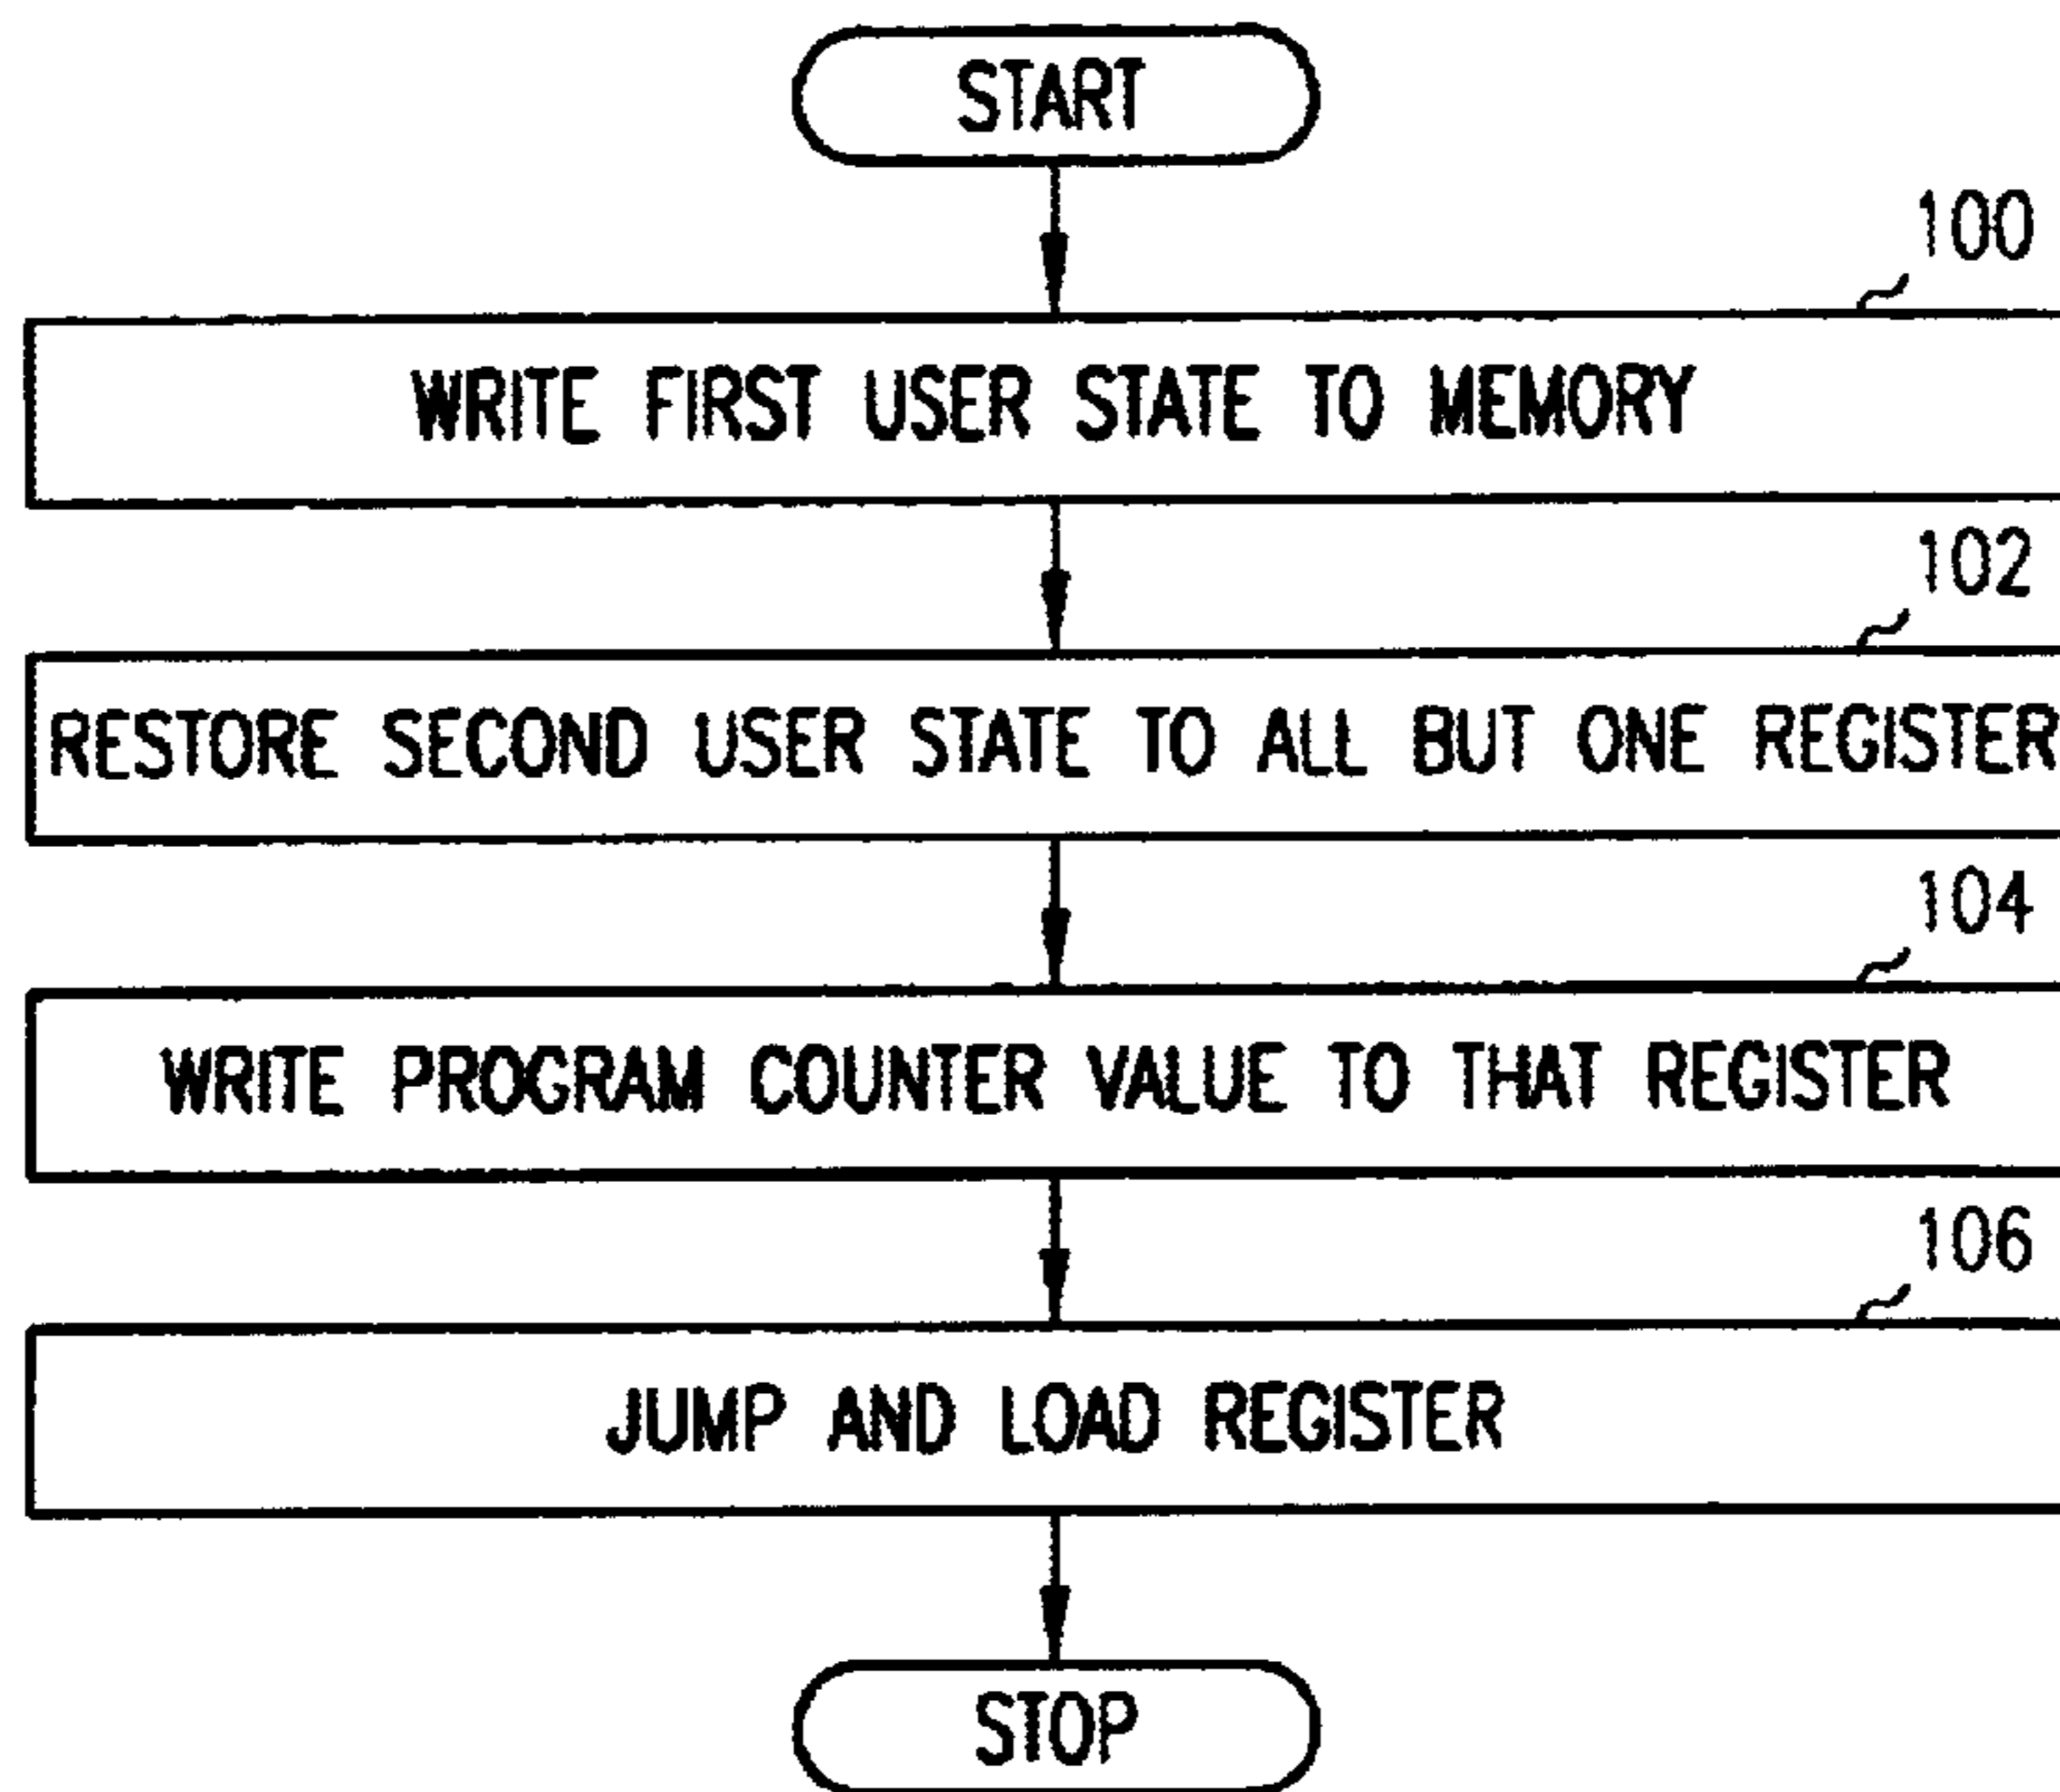 START
100
WRITE FIRST USER STATE TO MEMORY
102
RESTORE SECOND USER STATE TO ALL BUT ONE REGISTER
104
WRITE PROGRAM COUNTER VALUE TO THAT REGISTER
106
JUMP AND LOAD REGISTER
STOP